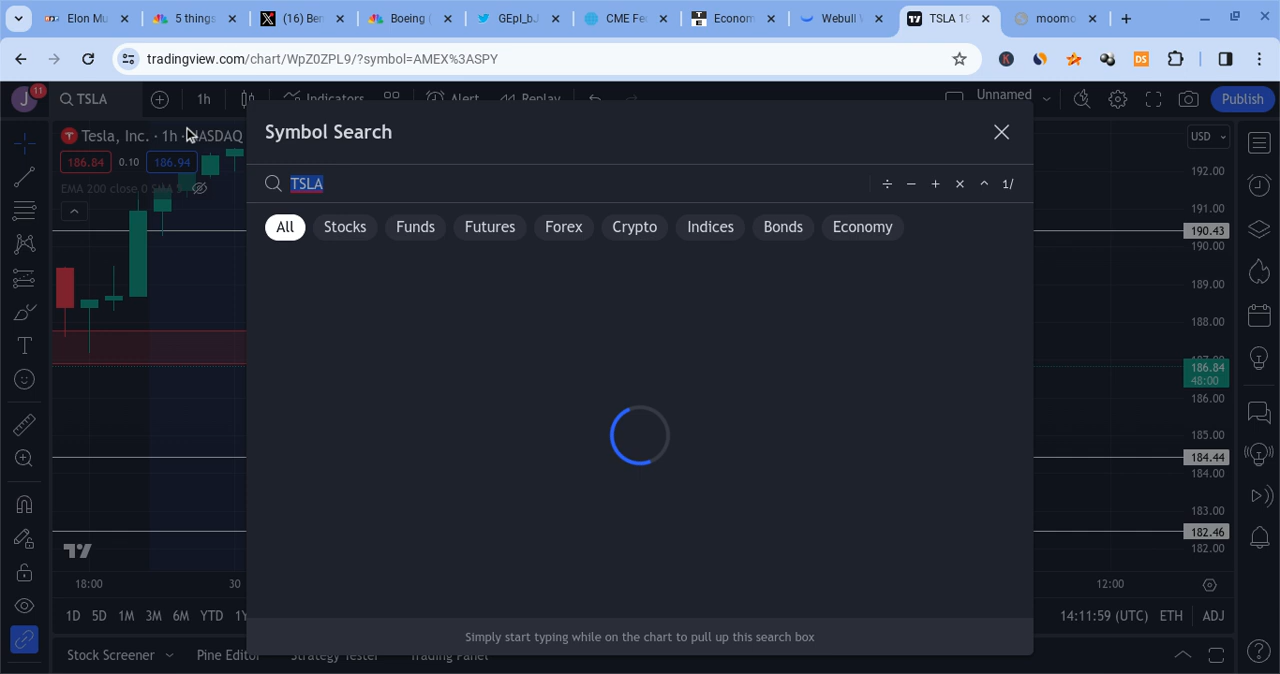 Elon Mu
5 things
(16) Ben
Boeing (
GEpl_bJ
CME Fe
Econom
Webull W
TSLA 19
moomo
tradingview.com/chart/WpZ0ZPL9/?symbol=AMEX%3ASPY
J
11
TSLA
1h
Indicators
Alert
Replay
Unnamed
Publish
Symbol Search
T Tesla, Inc. · 1h · NASDAQ
186.84 0.10 186.94
EMA 200 close 0 SMA 5
TSLA
1/
All
Stocks
Funds
Futures
Forex
Crypto
Indices
Bonds
Economy
USD
192.00
191.00
190.43
190.00
189.00
188.00
187.00
186.84
48:00
186.00
185.00
184.44
184.00
183.00
182.46
182.00
18:00
30
12:00
1D 5D 1M 3M 6M YTD 1Y
14:11:59 (UTC) ETH ADJ
Simply start typing while on the chart to pull up this search box
Stock Screener
Pine Editor
Strategy Tester
Trading Panel